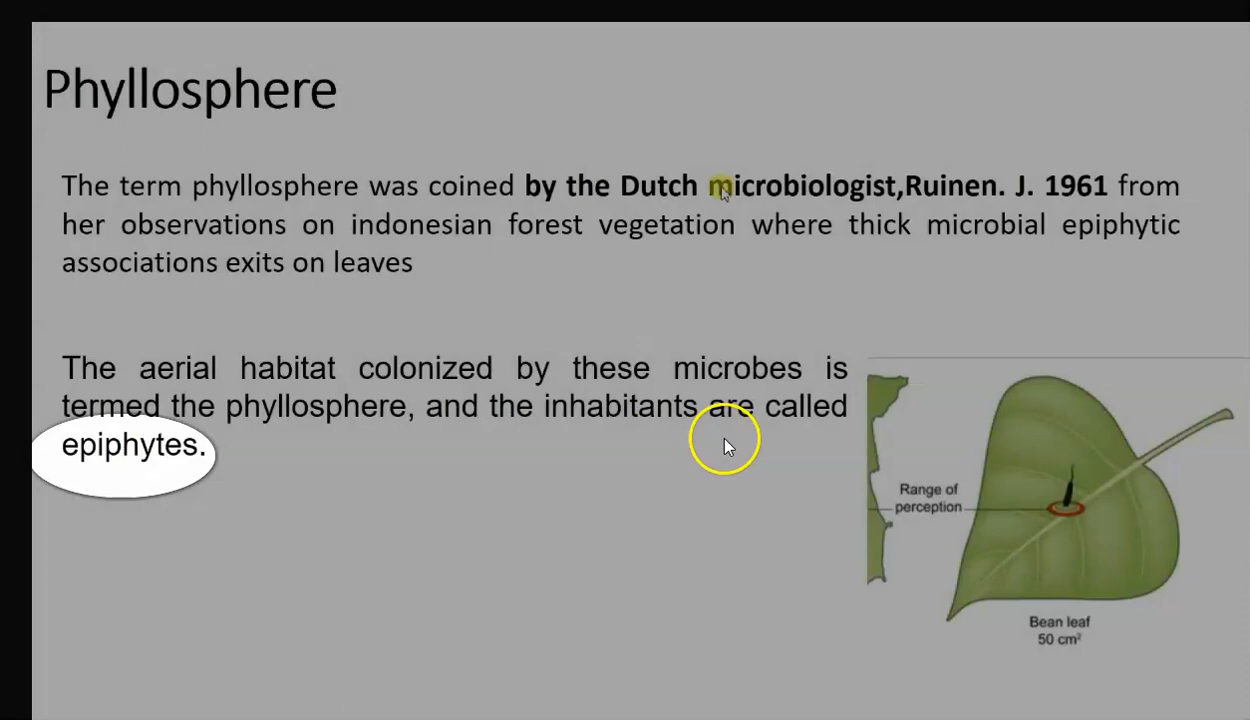 Phyllosphere
The term phyllosphere was coined by the Dutch microbiologist,Ruinen. J. 1961 from
her observations on indonesian forest vegetation where thick microbial epiphytic
associations exits on leaves
The aerial habitat colonized by these microbes is
termed the phyllosphere, and the inhabitants are called
epiphytes.
Range of
perception
Bean leaf
50 cm²